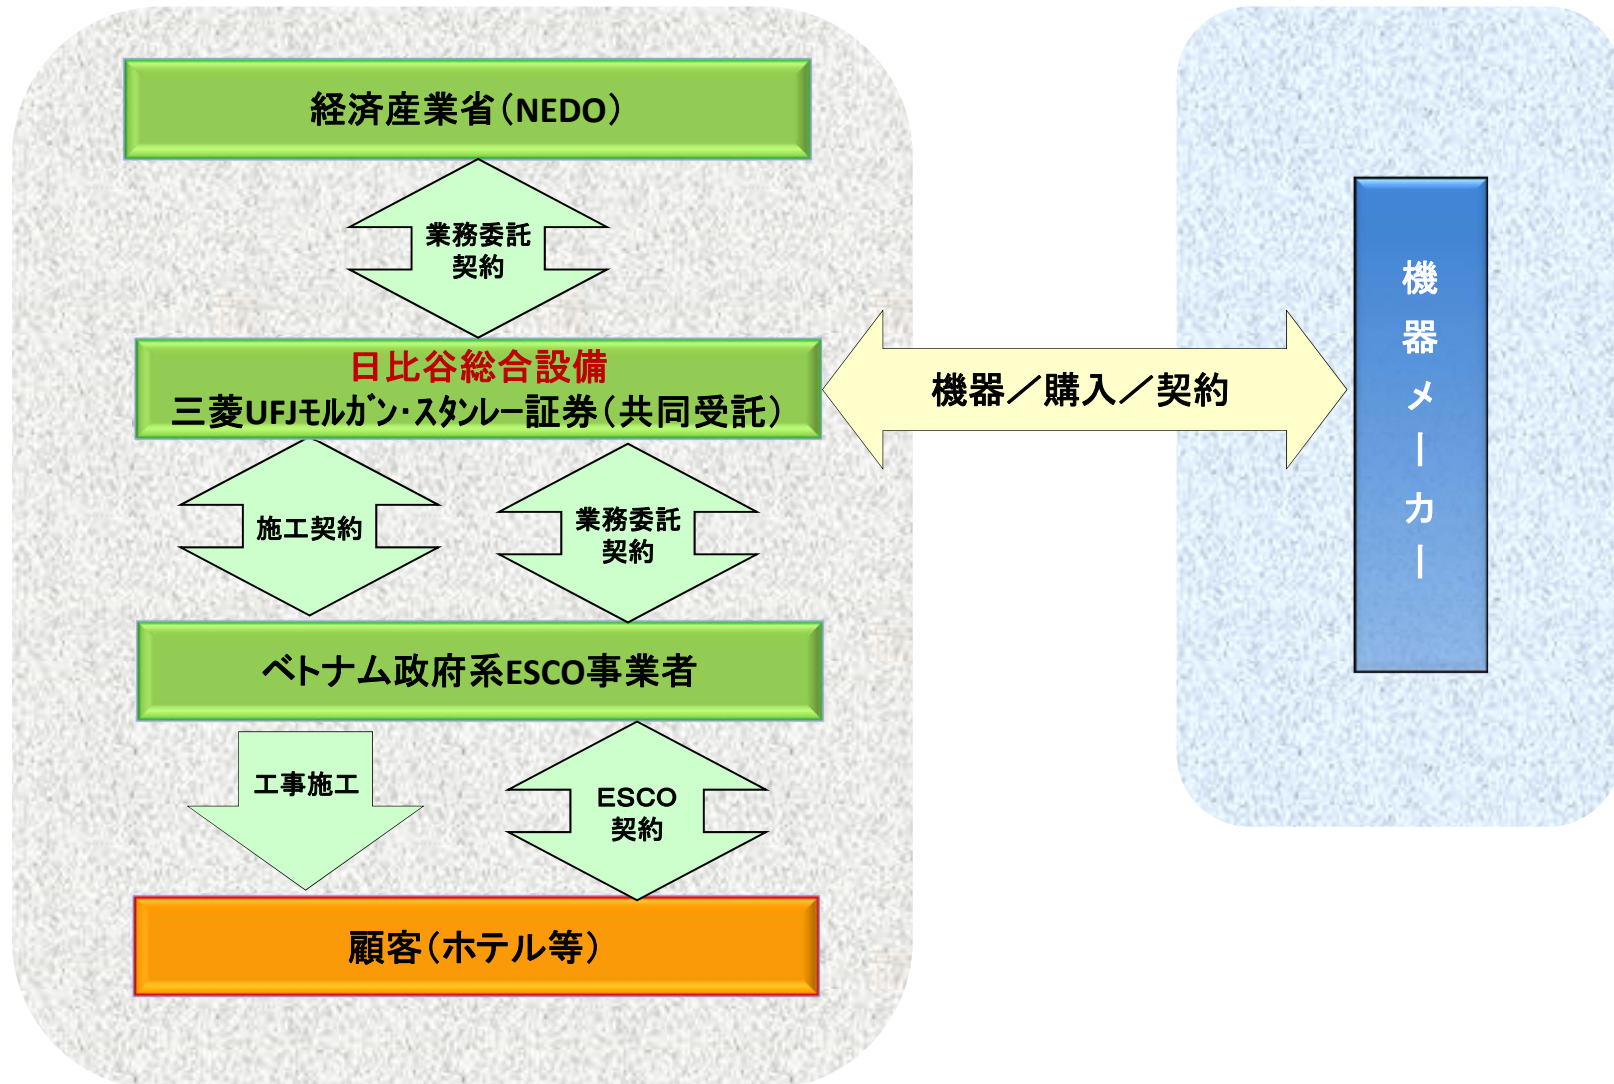 経済産業省（NEDO）
業務委託
契約
日比谷総合設備
三菱UFJﾓﾙｶﾞﾝ･ｽﾀﾝﾚｰ証券（共同受託）
機器／購入／契約
機器メーカー
施工契約
業務委託
契約
ベトナム政府系ESCO事業者
工事施工
ＥＳＣＯ
契約
顧客（ホテル等）